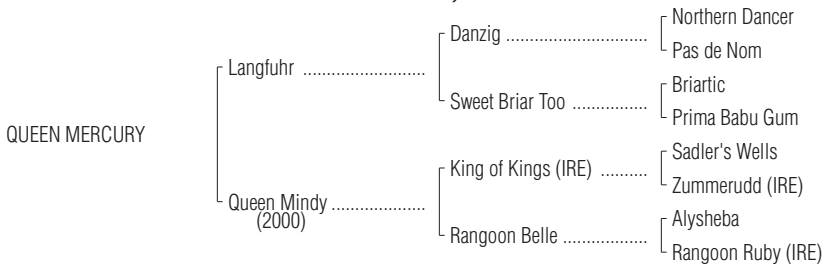 Northern Dancer
Danzig ..............................
Pas de Nom
Langfuhr ..........................
Briartic
Sweet Briar Too ................
Prima Babu Gum
QUEEN MERCURY
Sadler's Wells
King of Kings (IRE) ..........
Zummerudd (IRE)
Queen Mindy ....................
(2000)
Alysheba
Rangoon Belle ..................
Rangoon Ruby (IRE)